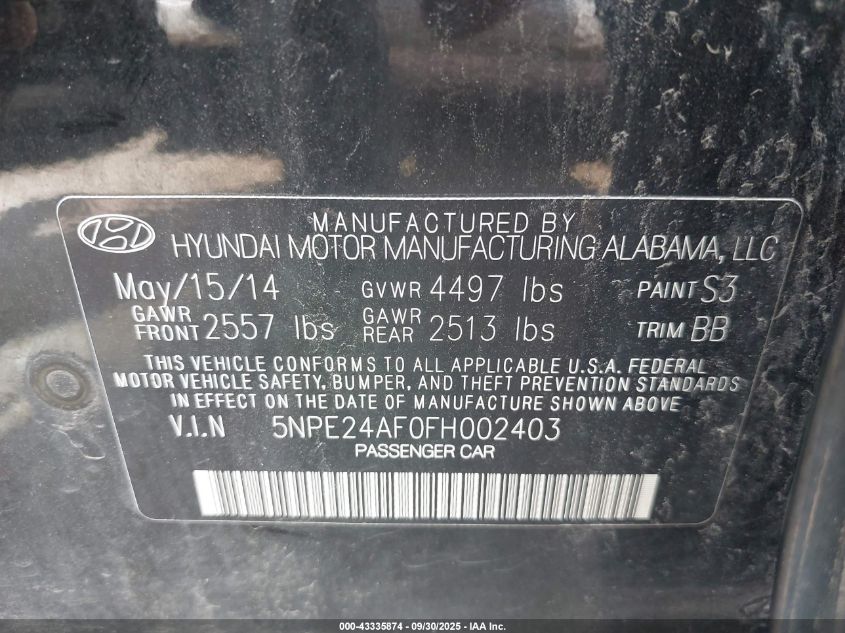 MANUFACTURED BY
HYUNDAI MOTOR MANUFACTURING ALABAMA, LLC
May/15/14 GVWR 4497 lbs PAINT S3
GAWR FRONT 2557 lbs GAWR REAR 2513 lbs TRIM BB
THIS VEHICLE CONFORMS TO ALL APPLICABLE U.S.A. FEDERAL
MOTOR VEHICLE SAFETY, BUMPER, AND THEFT PREVENTION STANDARDS
IN EFFECT ON THE DATE OF MANUFACTURE SHOWN ABOVE
V.I.N 5NPE24AF0FH002403
PASSENGER CAR
000-43335874 - 09/30/2025 - IAA Inc.